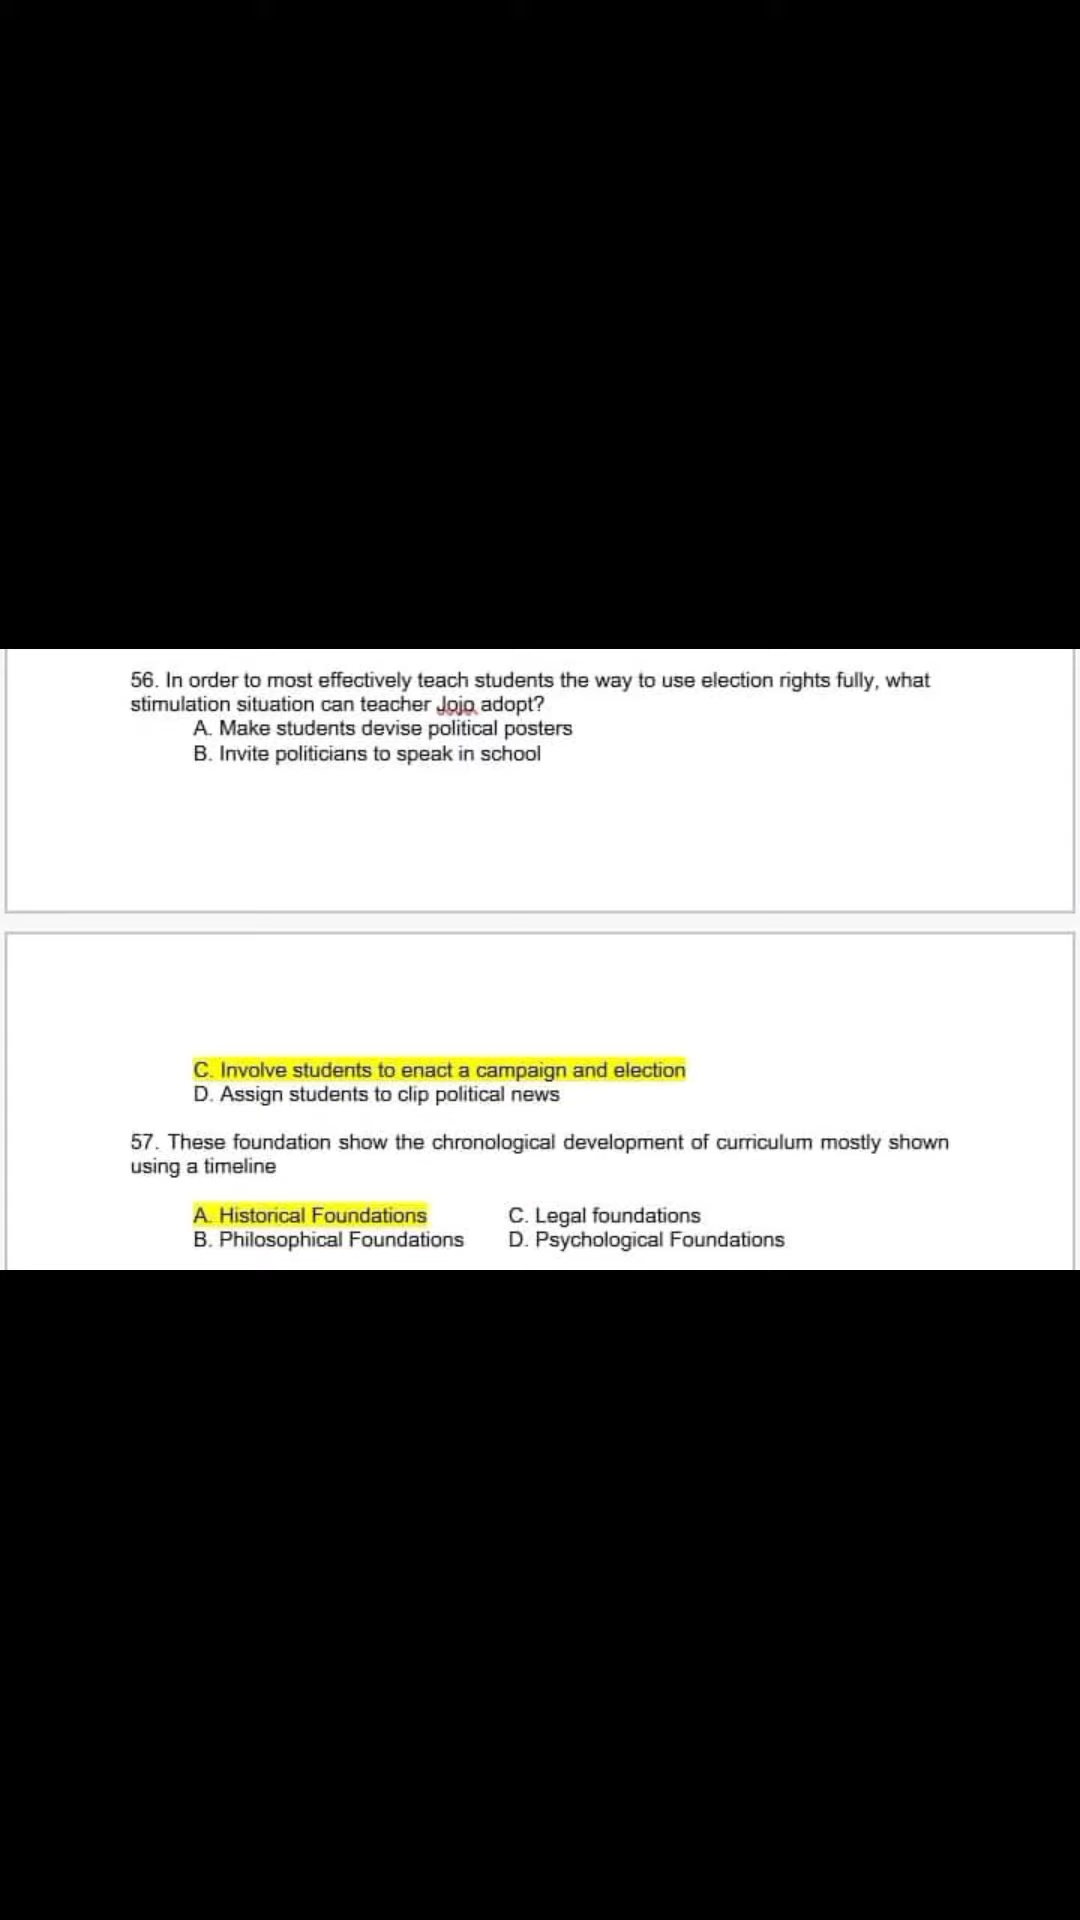 56. In order to most effectively teach students the way to use election rights fully, what
stimulation situation can teacher Jojo adopt?
A. Make students devise political posters
B. Invite politicians to speak in school
C. Involve students to enact a campaign and election
D. Assign students to clip political news
57. These foundation show the chronological development of curriculum mostly shown
using a timeline
A. Historical Foundations
B. Philosophical Foundations
C. Legal foundations
D. Psychological Foundations